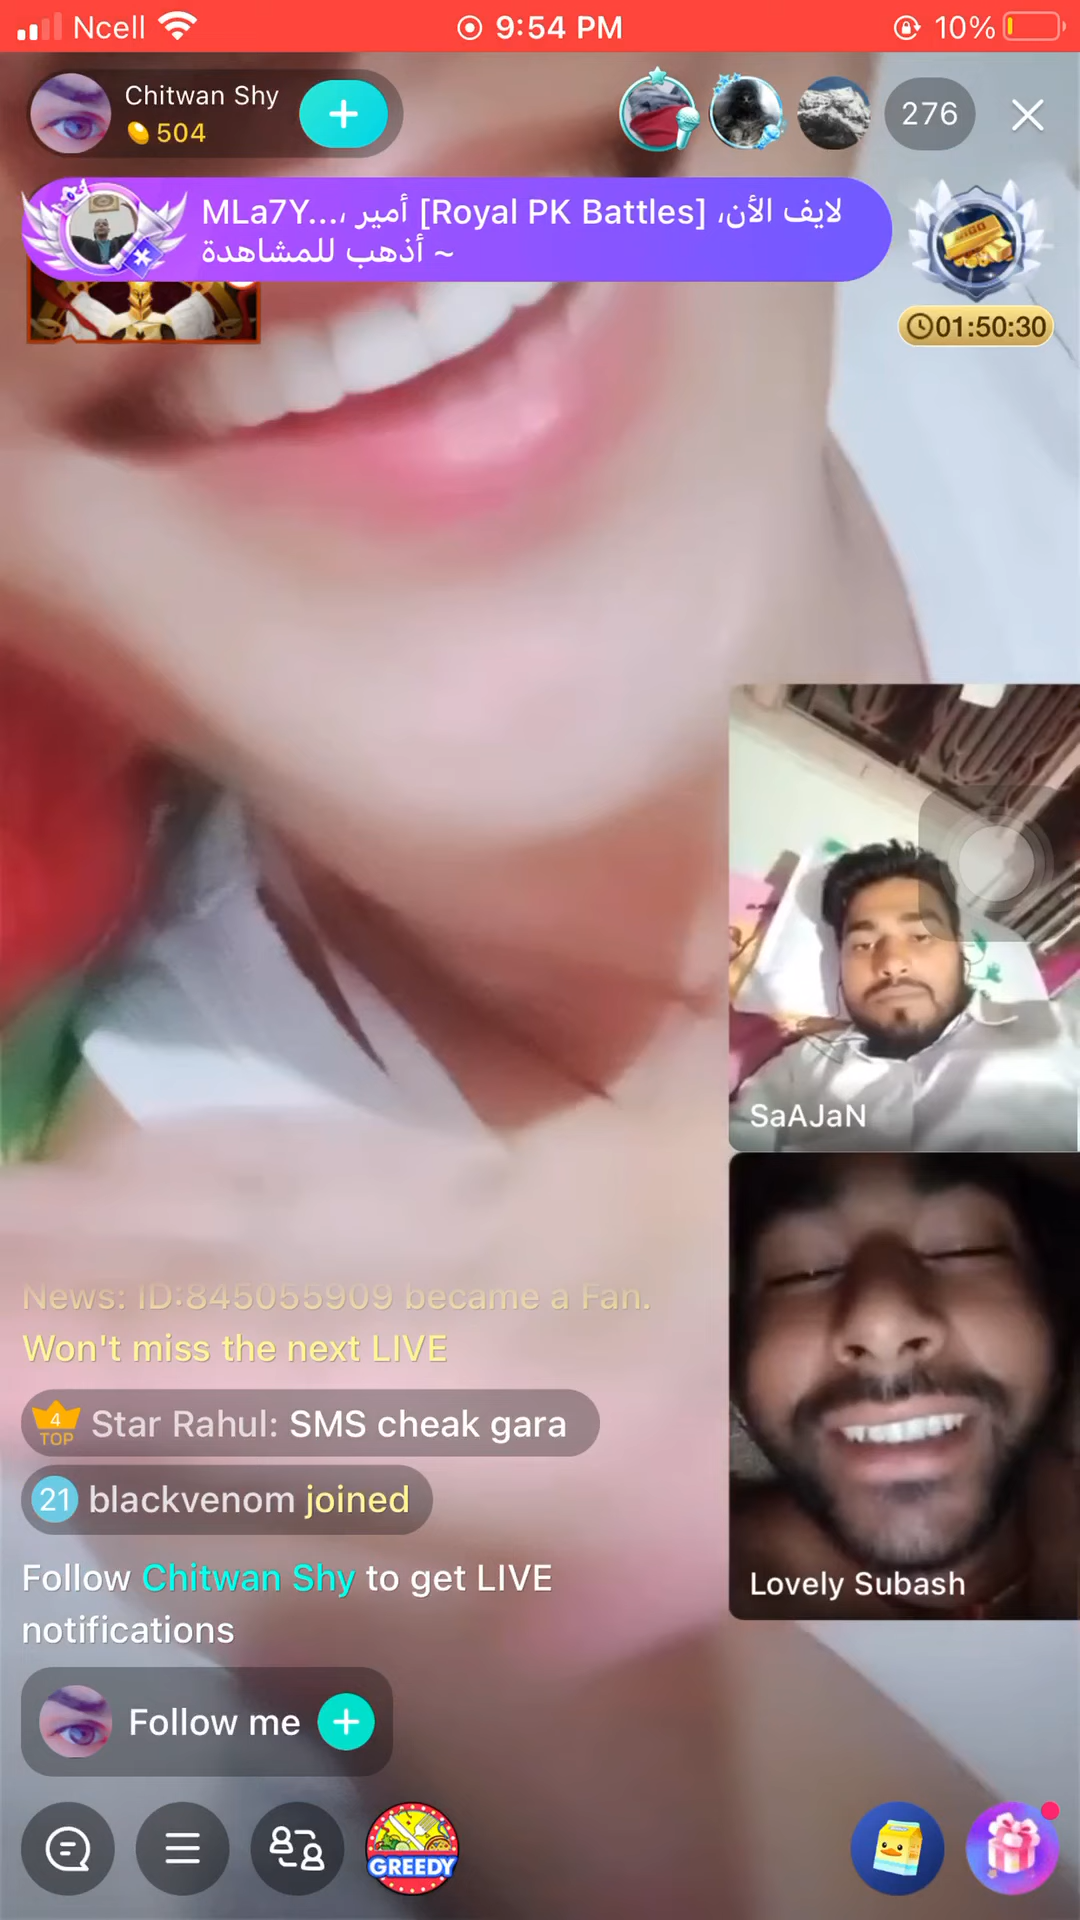 Ncell 9:54 PM 10%
Chitwan Shy
504
276
MLa7Y...، أمير [Royal PK Battles] لايف الأن،
أذهب للمشاهدة ~
01:50:30
SaAJaN
News: ID:845055909 became a Fan.
Won't miss the next LIVE
4 TOP Star Rahul: SMS cheak gara
21 blackvenom joined
Lovely Subash
Follow Chitwan Shy to get LIVE
notifications
Follow me
GREEDY